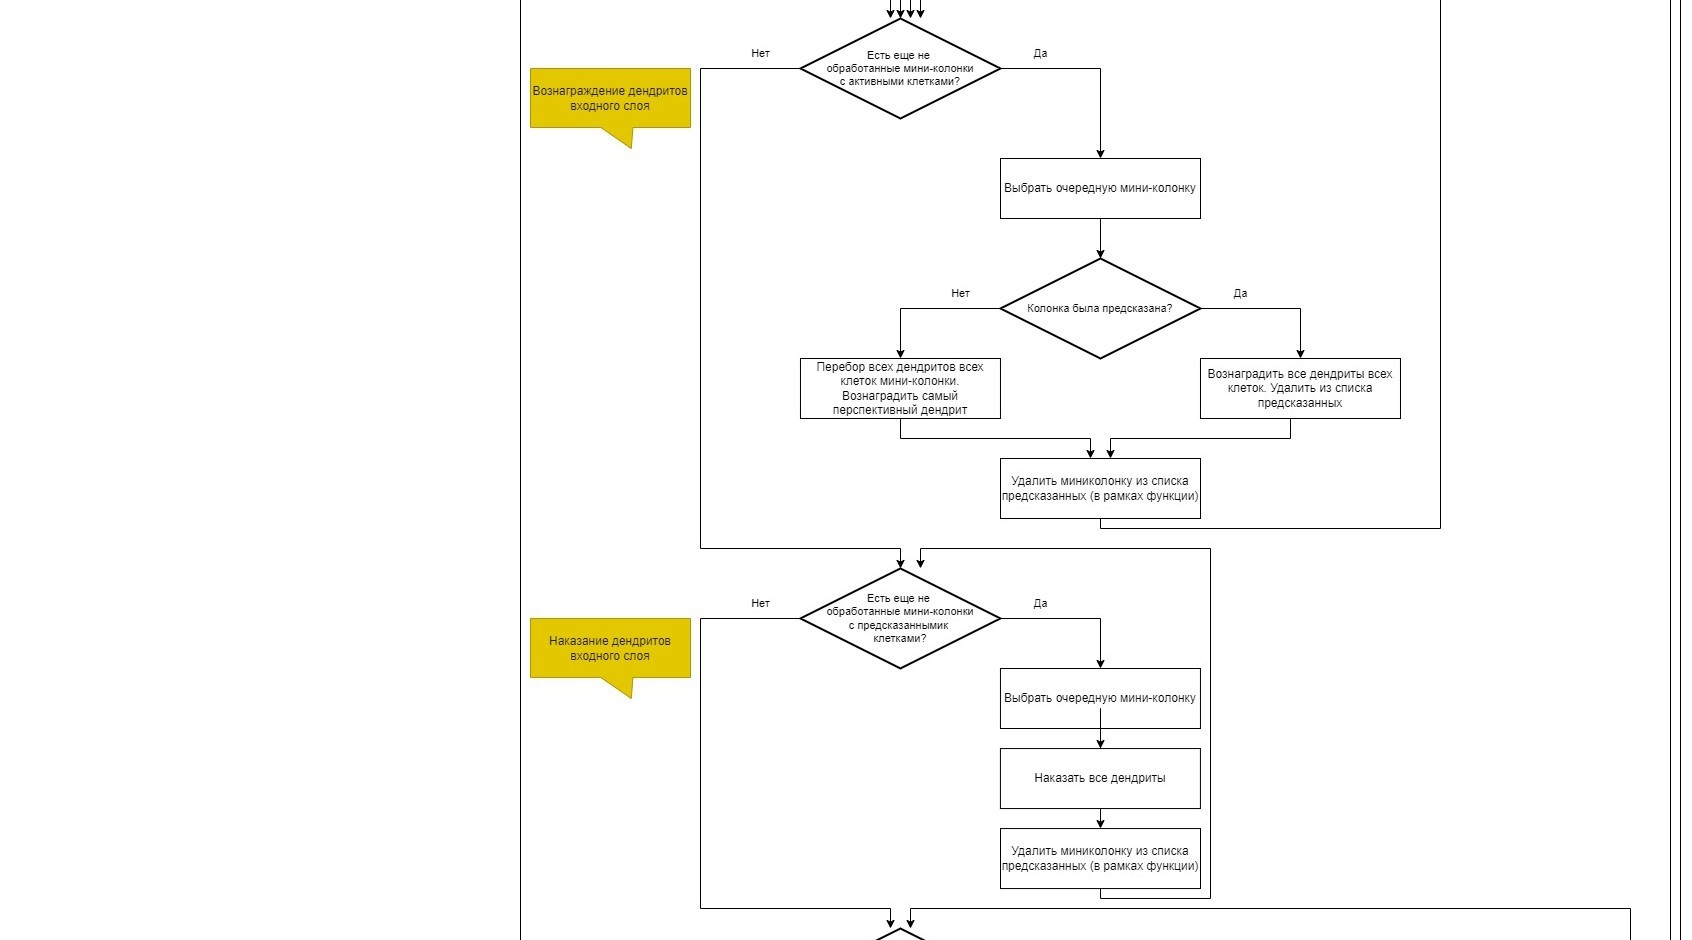 Нет
Есть еще не
обработанные мини-колонки
с активными клетками?
Да
Вознаграждение дендритов
входного слоя
Выбрать очередную мини-колонку
Нет
Колонка была предсказана?
Да
Перебор всех дендритов всех
клеток мини-колонки.
Вознаградить самый
перспективный дендрит
Вознаградить все дендриты всех
клеток. Удалить из списка
предсказанных
Удалить миниколонку из списка
предсказанных (в рамках функции)
Нет
Есть еще не
обработанные мини-колонки
с предсказаннымик
клетками?
Да
Наказание дендритов
входного слоя
Выбрать очередную мини-колонку
Наказать все дендриты
Удалить миниколонку из списка
предсказанных (в рамках функции)